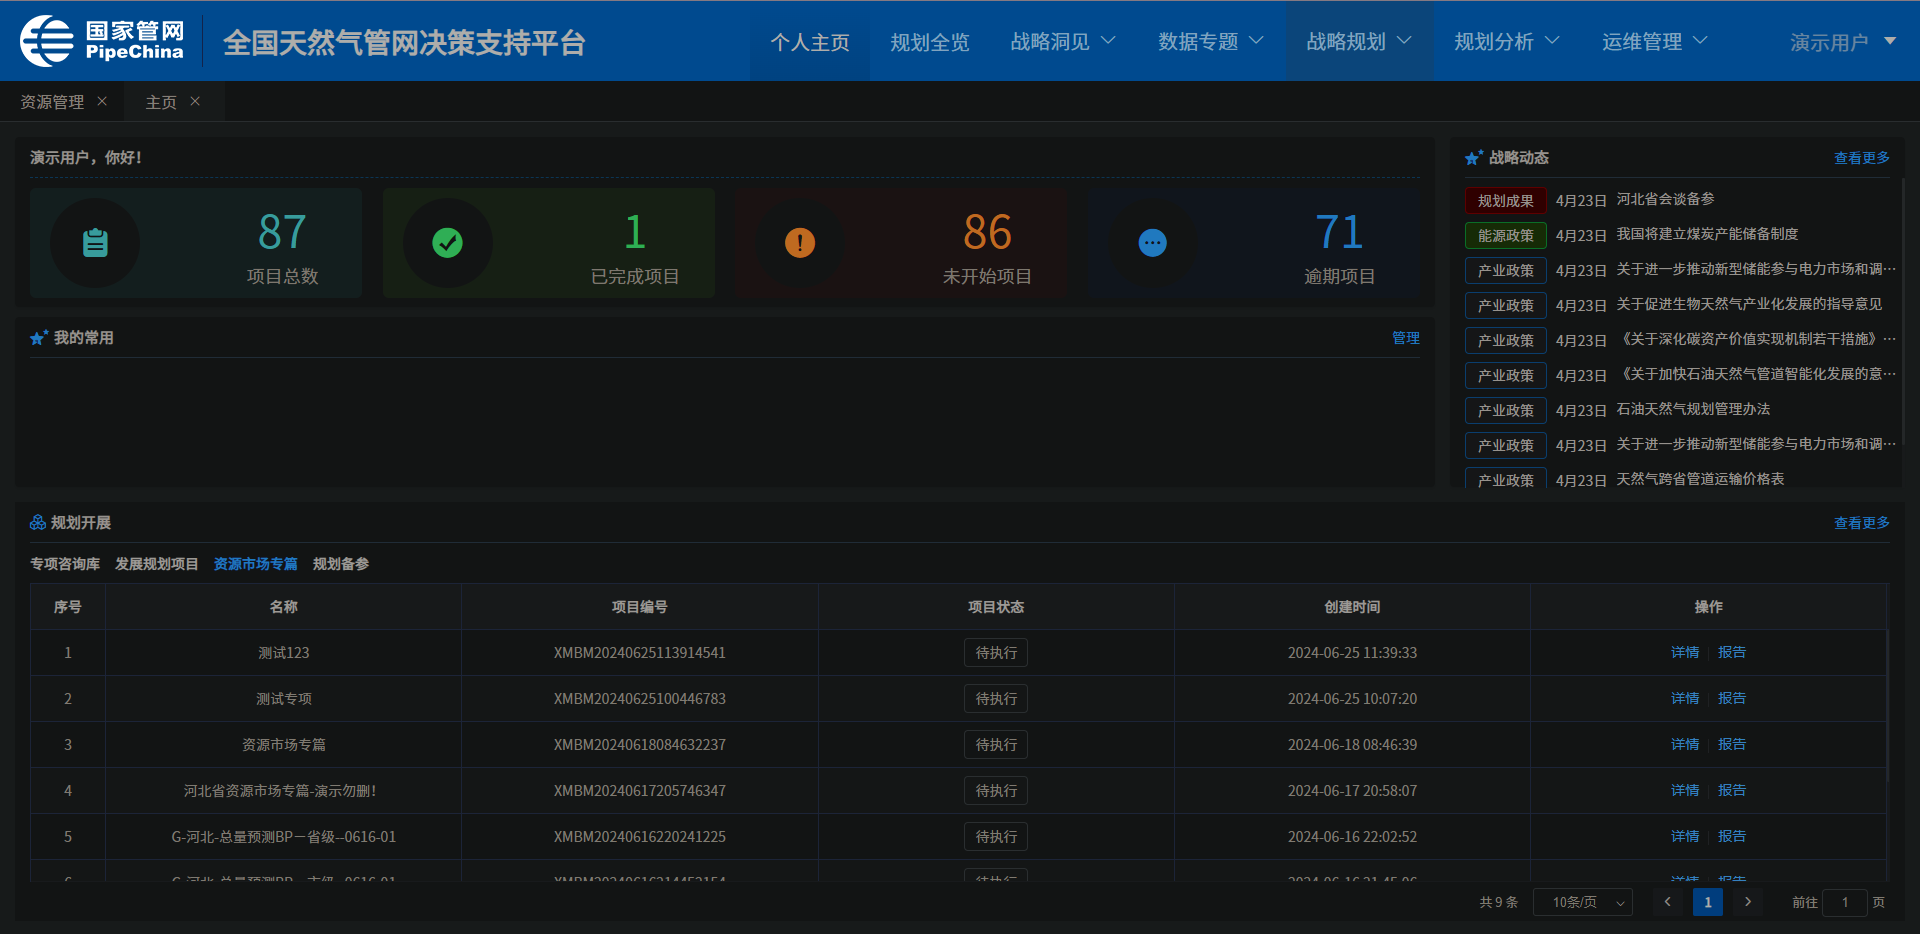 国家管网
PipeChina
全国天然气管网决策支持平台
个人主页 规划全览 战略洞见 数据专题 战略规划 规划分析 运维管理 演示用户
资源管理 × 主页 ×
演示用户，你好！
87
项目总数
1
已完成项目
86
未开始项目
71
逾期项目
我的常用 管理
战略动态 查看更多
规划成果 4月23日 河北省会谈备参
能源政策 4月23日 我国将建立煤炭产能储备制度
产业政策 4月23日 关于进一步推动新型储能参与电力市场和调…
产业政策 4月23日 关于促进生物天然气产业化发展的指导意见
产业政策 4月23日 《关于深化碳资产价值实现机制若干措施》…
产业政策 4月23日 《关于加快石油天然气管道智能化发展的意…
产业政策 4月23日 石油天然气规划管理办法
产业政策 4月23日 关于进一步推动新型储能参与电力市场和调…
产业政策 4月23日 天然气跨省管道运输价格表
规划开展 查看更多
专项咨询库 发展规划项目 资源市场专篇 规划备参
序号 名称 项目编号 项目状态 创建时间 操作
1 测试123 XMBM20240625113914541 待执行 2024-06-25 11:39:33 详情 报告
2 测试专项 XMBM20240625100446783 待执行 2024-06-25 10:07:20 详情 报告
3 资源市场专篇 XMBM20240618084632237 待执行 2024-06-18 08:46:39 详情 报告
4 河北省资源市场专篇-演示勿删！ XMBM20240617205746347 待执行 2024-06-17 20:58:07 详情 报告
5 G-河北-总量预测BP－省级--0616-01 XMBM20240616220241225 待执行 2024-06-16 22:02:52 详情 报告
共 9 条 10条/页 1 前往 1 页